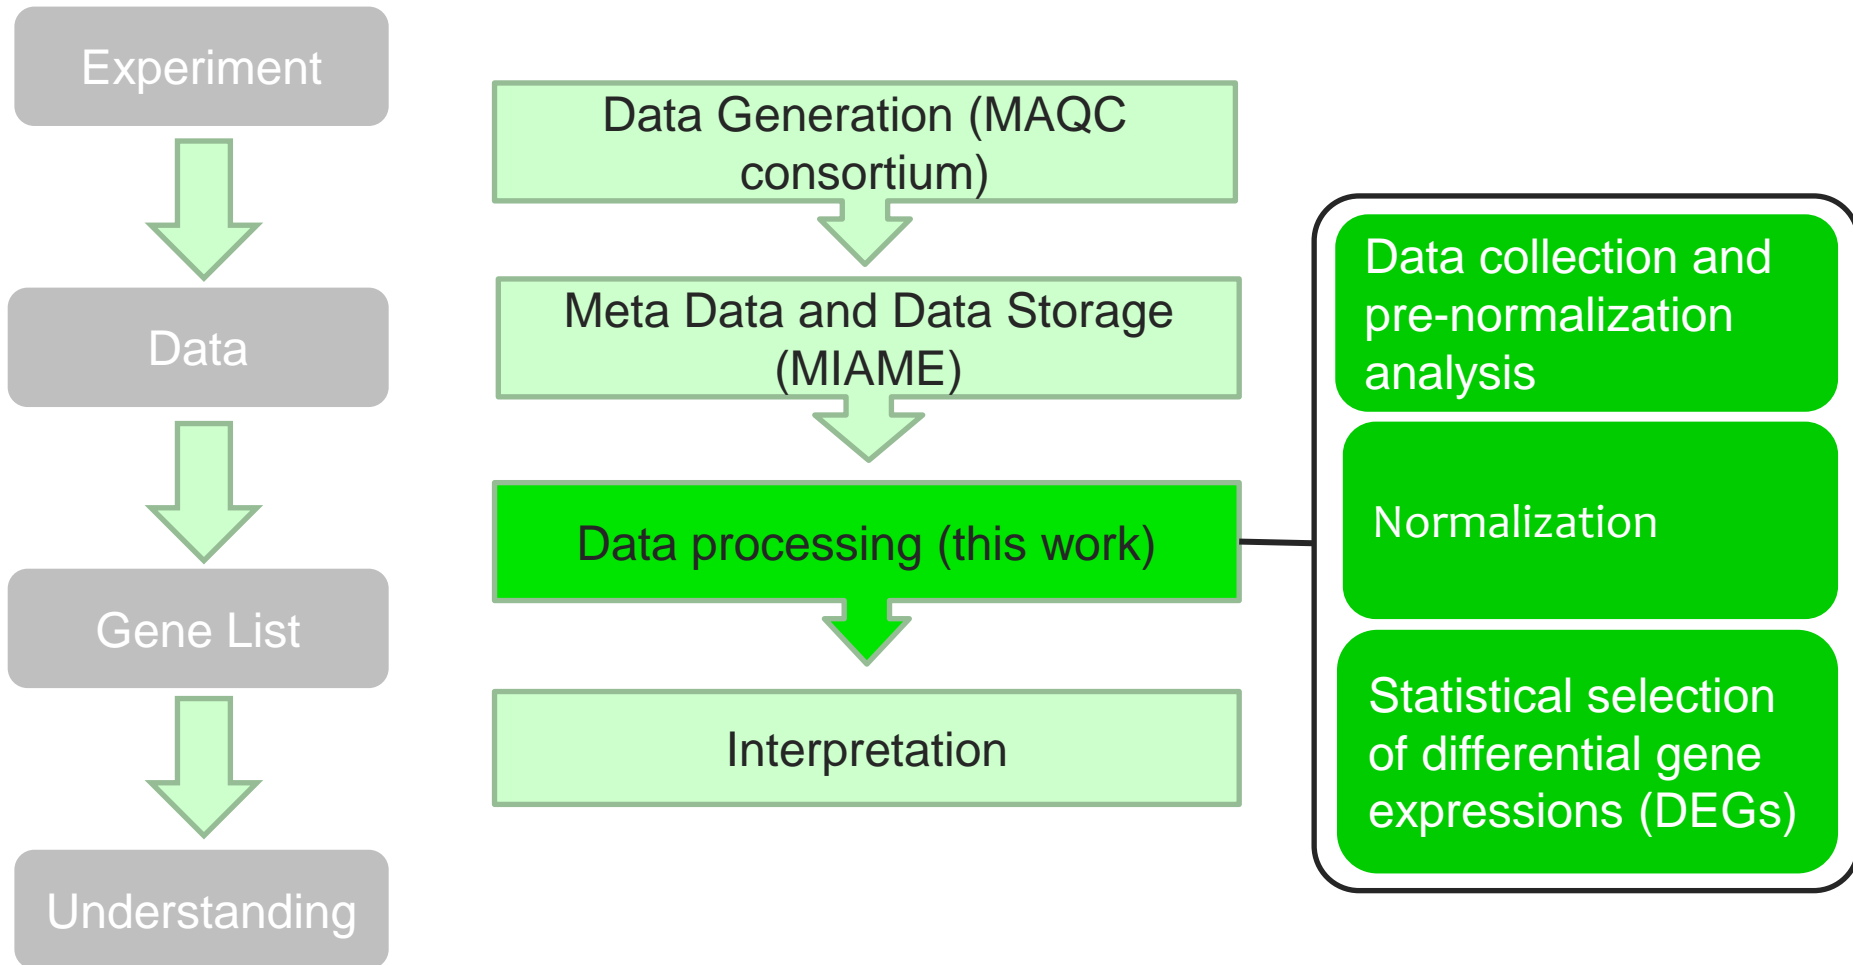 Experiment
Data
Gene List
Understanding
Data Generation (MAQC
consortium)
Meta Data and Data Storage
(MIAME)
Data processing (this work)
Interpretation
Data collection and
pre-normalization
analysis
Normalization
Statistical selection
of differential gene
expressions (DEGs)